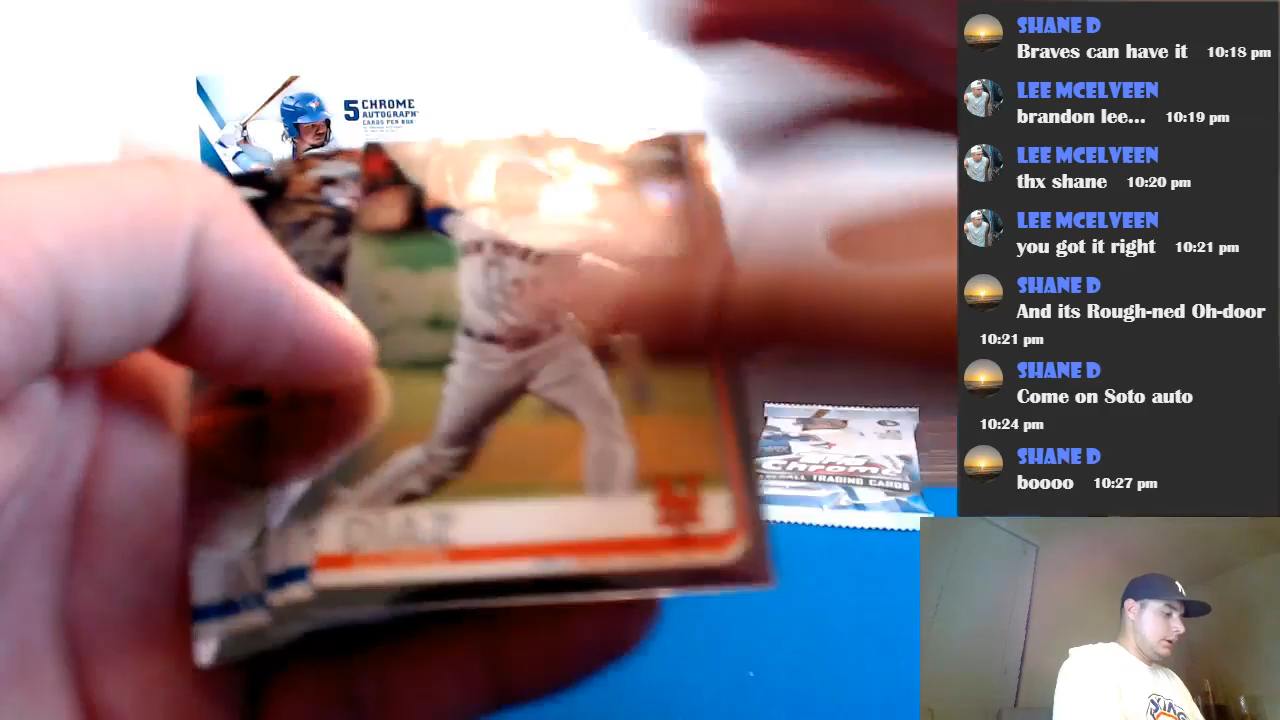 5 CHROME
AUTOGRAPH
CARDS PER BOX
DIAZ
Chrome
BASEBALL TRADING CARDS
SHANE D
Braves can have it 10:18 pm
LEE MCELVEEN
brandon lee... 10:19 pm
LEE MCELVEEN
thx shane 10:20 pm
LEE MCELVEEN
you got it right 10:21 pm
SHANE D
And its Rough-ned Oh-door
10:21 pm
SHANE D
Come on Soto auto
10:24 pm
SHANE D
boooo 10:27 pm